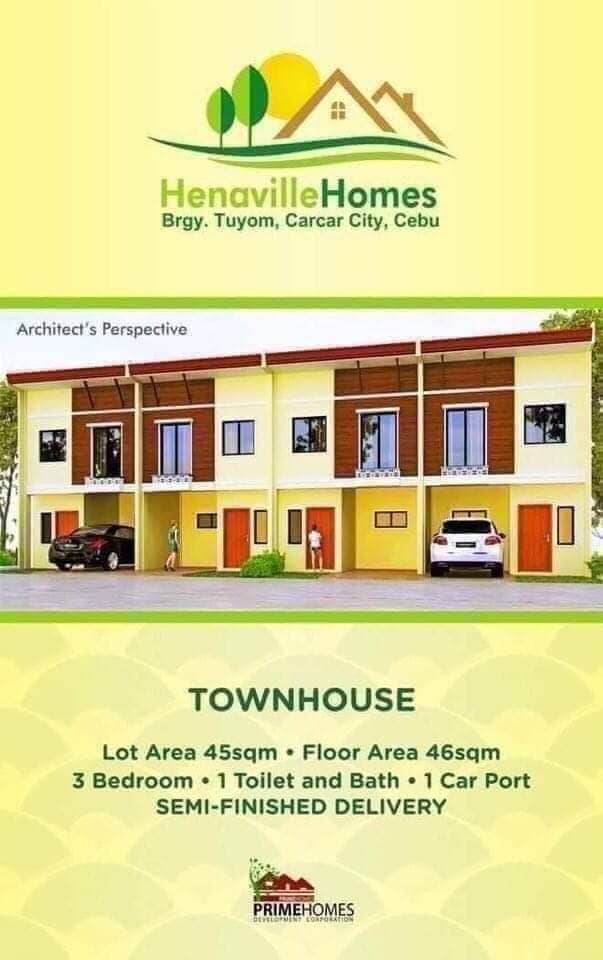 HenavilleHomes
Brgy. Tuyom, Carcar City, Cebu
Architect's Perspective
TOWNHOUSE
Lot Area 45sqm • Floor Area 46sqm
3 Bedroom • 1 Toilet and Bath • 1 Car Port
SEMI-FINISHED DELIVERY
PRIMEHOMES
PRIMEHOMES
DEVELOPMENT CORPORATION